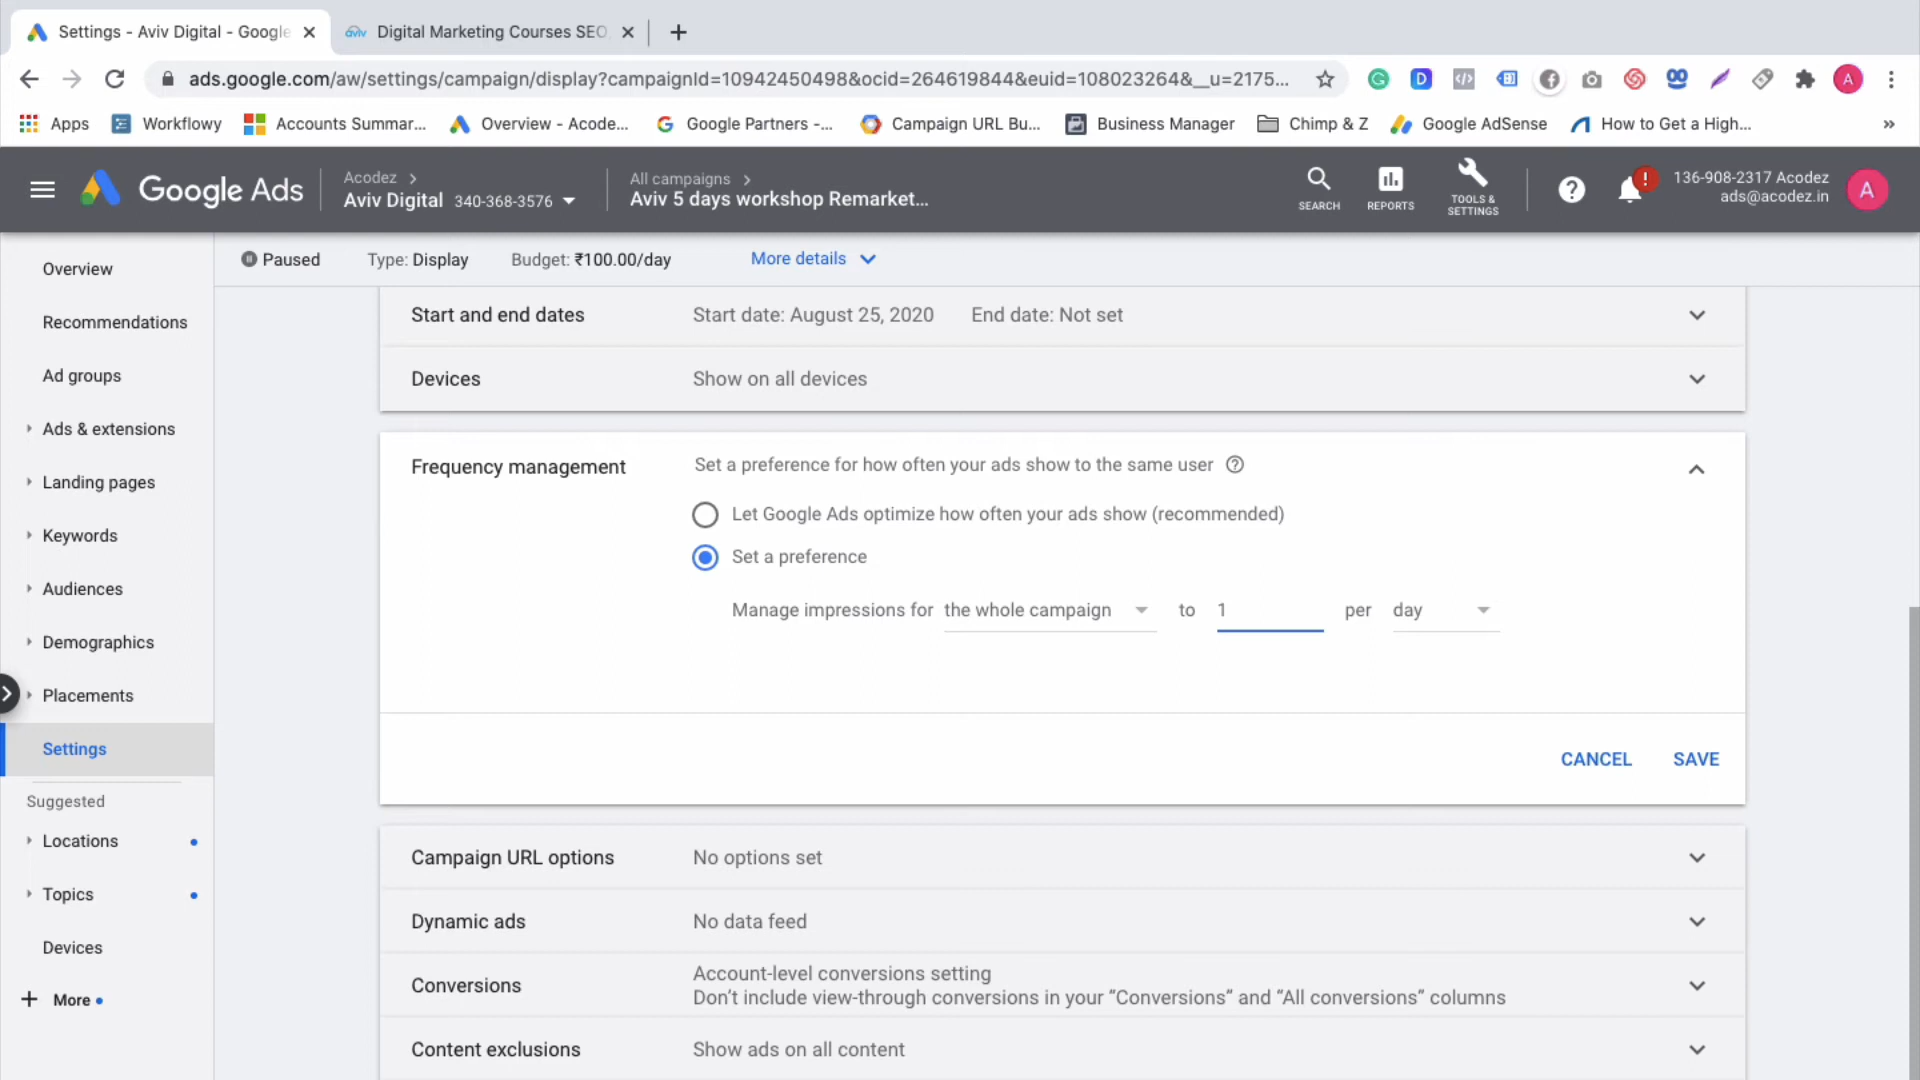 Settings - Aviv Digital - Google
aviv Digital Marketing Courses SEO,
ads.google.com/aw/settings/campaign/display?campaignId=10942450498&ocid=264619844&euid=108023264&__u=2175...
A
Apps
Workflowy
Accounts Summar...
Overview - Acode...
Google Partners -...
Campaign URL Bu...
Business Manager
Chimp & Z
Google AdSense
How to Get a High...
»
Google Ads
Acodez
Aviv Digital 340-368-3576
All campaigns
Aviv 5 days workshop Remarket...
SEARCH
REPORTS
TOOLS &
SETTINGS
136-908-2317 Acodez
ads@acodez.in
A
Paused
Type: Display
Budget: ₹100.00/day
More details
Overview
Recommendations
Ad groups
Ads & extensions
Landing pages
Keywords
Audiences
Demographics
Placements
Settings
Suggested
Locations
Topics
Devices
+ More
Start and end dates
Start date: August 25, 2020
End date: Not set
Devices
Show on all devices
Frequency management
Set a preference for how often your ads show to the same user
Let Google Ads optimize how often your ads show (recommended)
Set a preference
Manage impressions for the whole campaign to 1 per day
CANCEL
SAVE
Campaign URL options
No options set
Dynamic ads
No data feed
Conversions
Account-level conversions setting
Don't include view-through conversions in your “Conversions” and “All conversions” columns
Content exclusions
Show ads on all content